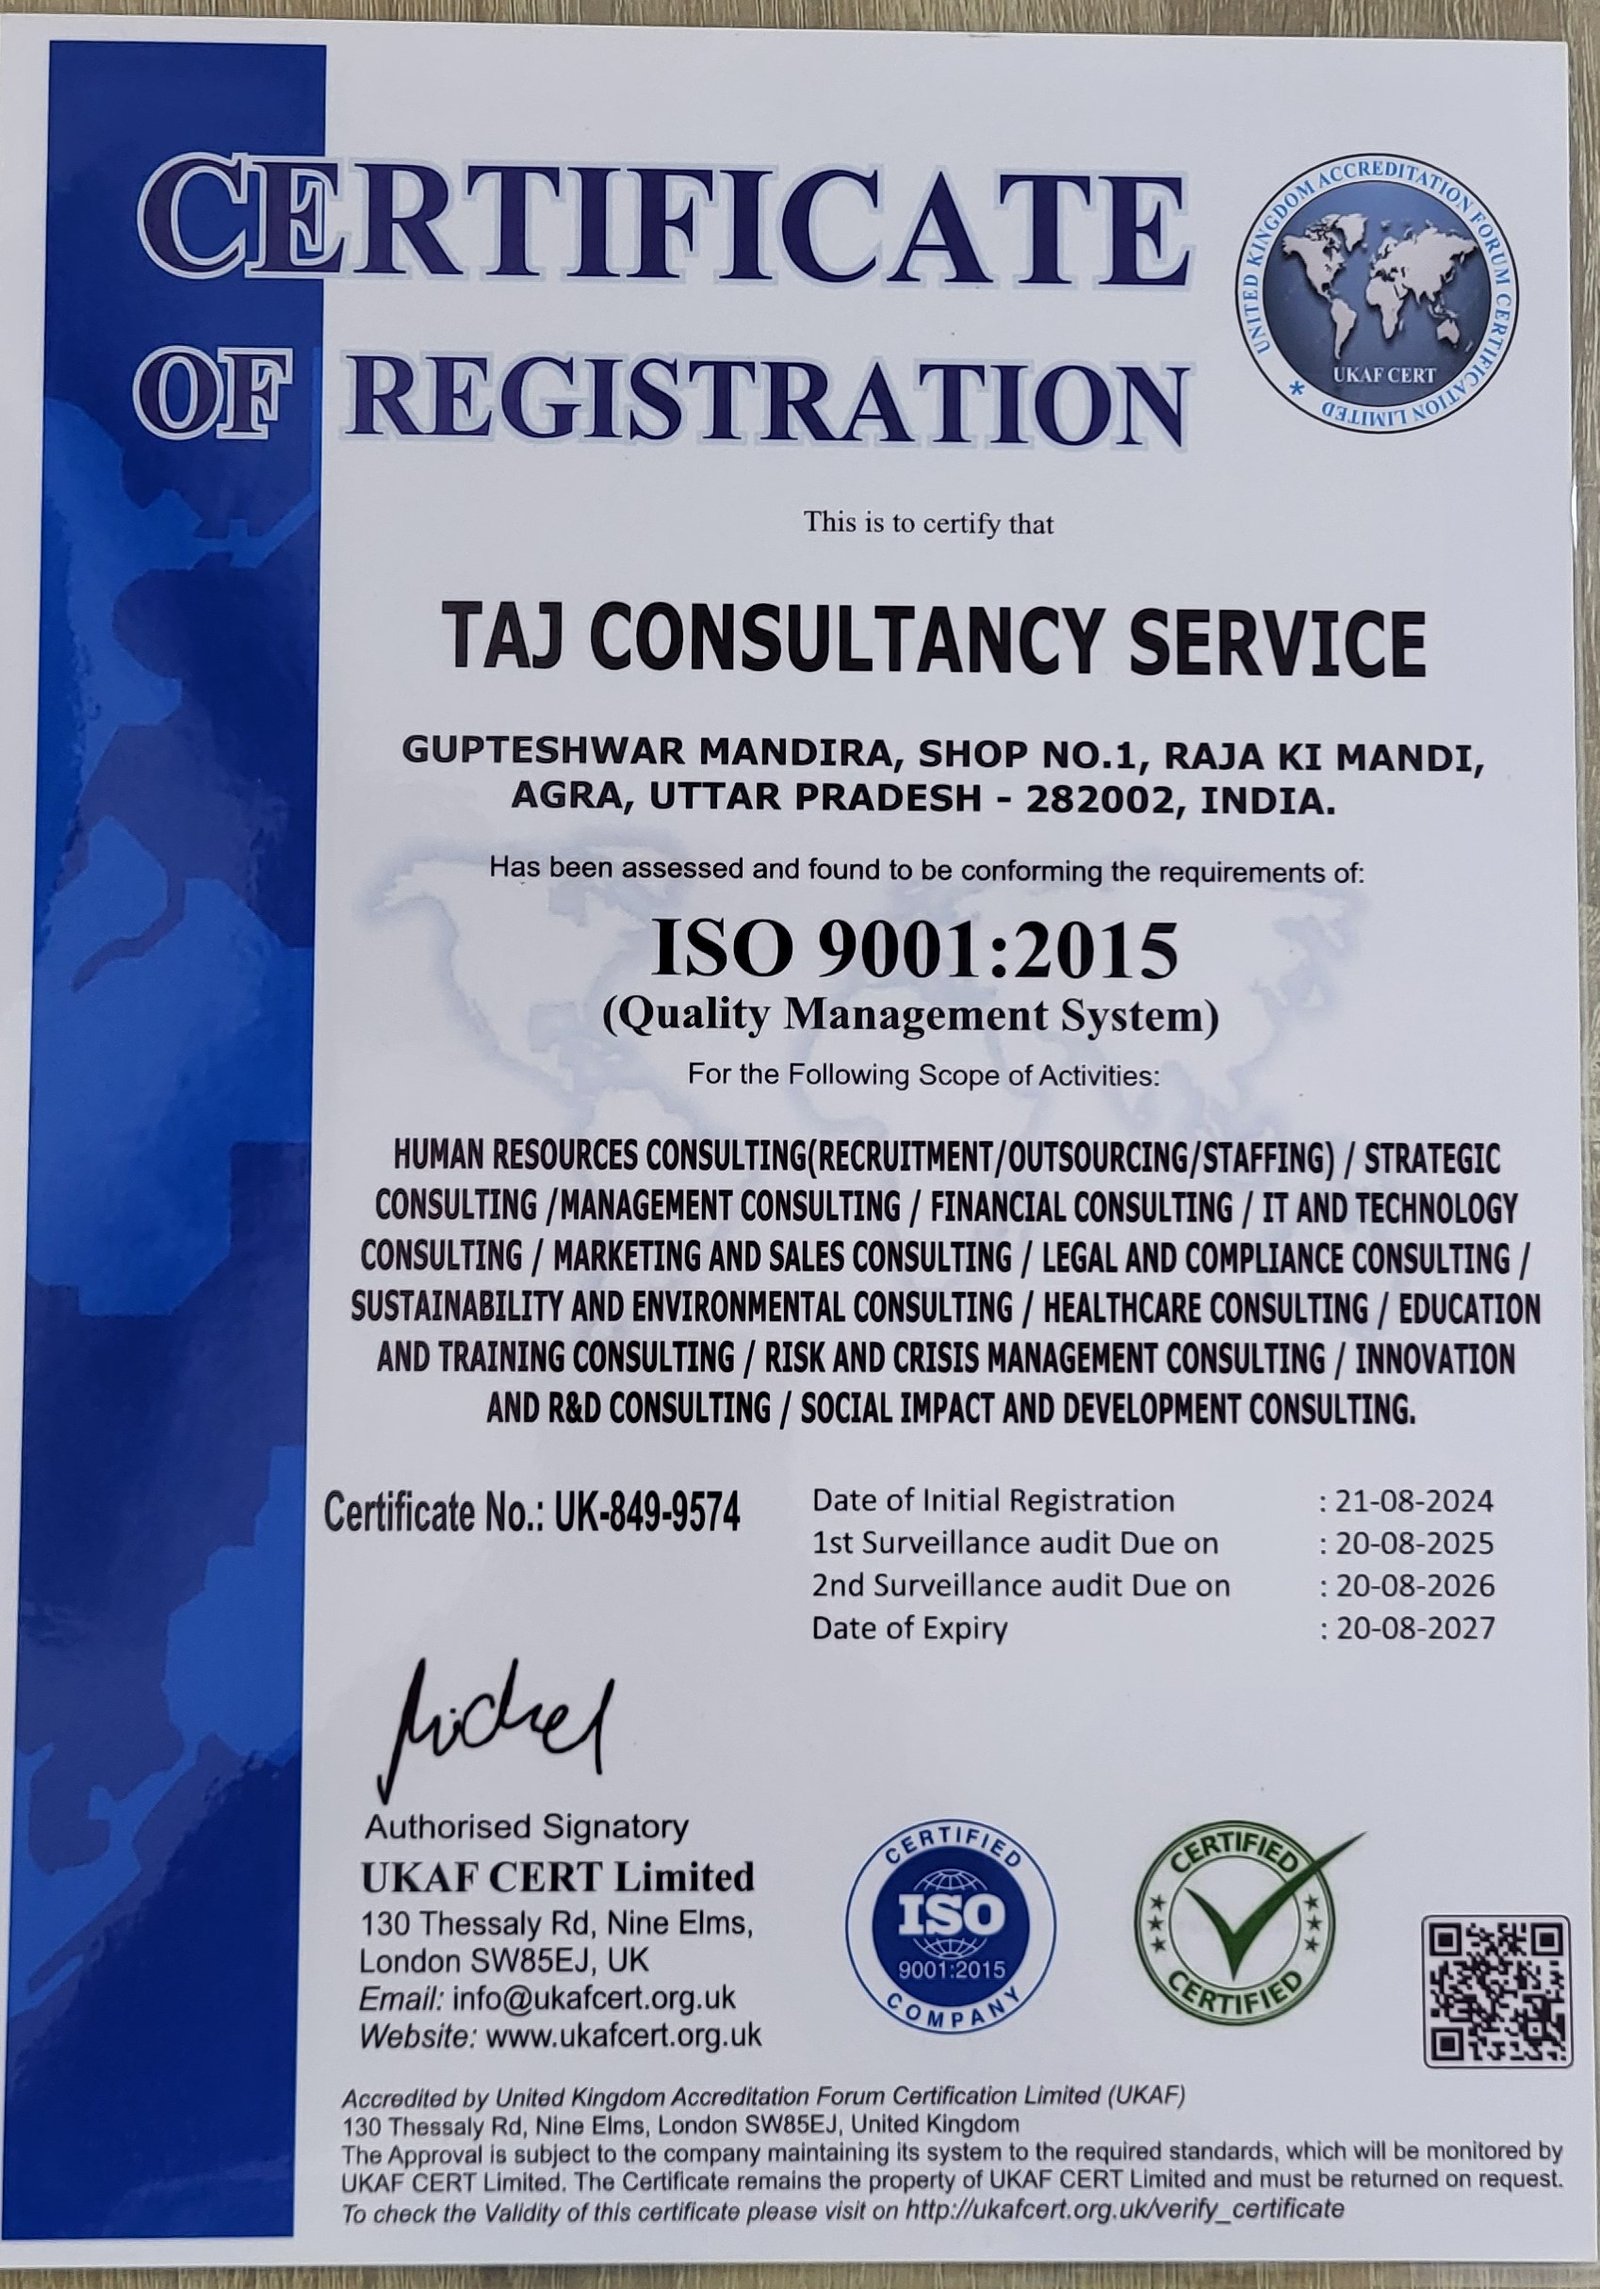 CERTIFICATE
OF REGISTRATION
UNITED KINGDOM ACCREDITATION FORUM CERTIFICATION LIMITED *
UKAF CERT
This is to certify that
TAJ CONSULTANCY SERVICE
GUPTESHWAR MANDIRA, SHOP NO.1, RAJA KI MANDI,
AGRA, UTTAR PRADESH - 282002, INDIA.
Has been assessed and found to be conforming the requirements of:
ISO 9001:2015
(Quality Management System)
For the Following Scope of Activities:
HUMAN RESOURCES CONSULTING(RECRUITMENT/OUTSOURCING/STAFFING) / STRATEGIC
CONSULTING /MANAGEMENT CONSULTING / FINANCIAL CONSULTING / IT AND TECHNOLOGY
CONSULTING / MARKETING AND SALES CONSULTING / LEGAL AND COMPLIANCE CONSULTING /
SUSTAINABILITY AND ENVIRONMENTAL CONSULTING / HEALTHCARE CONSULTING / EDUCATION
AND TRAINING CONSULTING / RISK AND CRISIS MANAGEMENT CONSULTING / INNOVATION
AND R&D CONSULTING / SOCIAL IMPACT AND DEVELOPMENT CONSULTING.
Certificate No.: UK-849-9574
Date of Initial Registration : 21-08-2024
1st Surveillance audit Due on : 20-08-2025
2nd Surveillance audit Due on : 20-08-2026
Date of Expiry : 20-08-2027
Michel
Authorised Signatory
UKAF CERT Limited
130 Thessaly Rd, Nine Elms,
London SW85EJ, UK
Email: info@ukafcert.org.uk
Website: www.ukafcert.org.uk
CERTIFIED
ISO
9001:2015
COMPANY
CERTIFIED
CERTIFIED
Accredited by United Kingdom Accreditation Forum Certification Limited (UKAF)
130 Thessaly Rd, Nine Elms, London SW85EJ, United Kingdom
The Approval is subject to the company maintaining its system to the required standards, which will be monitored by
UKAF CERT Limited. The Certificate remains the property of UKAF CERT Limited and must be returned on request.
To check the Validity of this certificate please visit on http://ukafcert.org.uk/verify_certificate